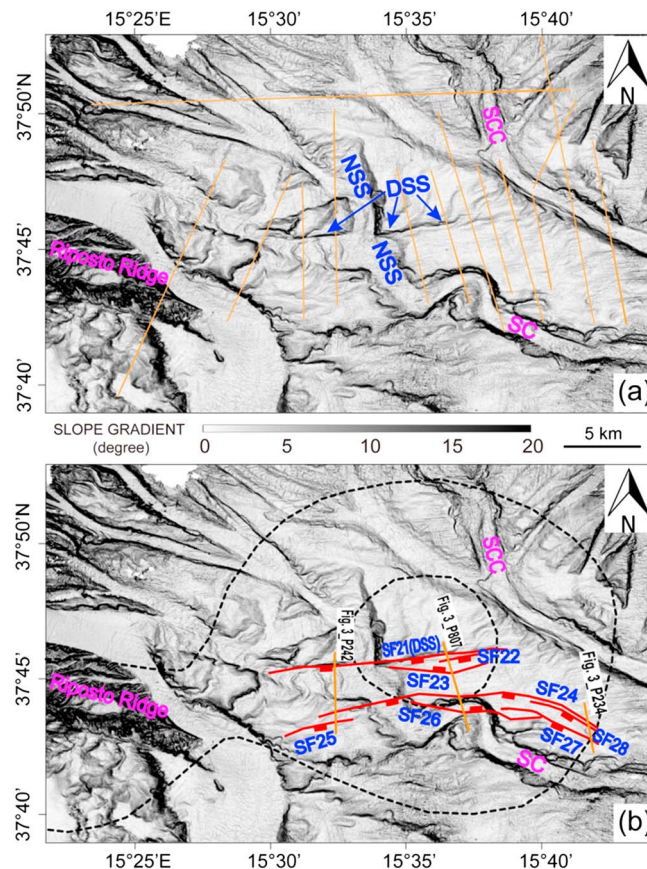 15°25'E 15°30' 15°35' 15°40'
37°50'N
37°45'
37°40'
N
SCC
NSS
DSS
NSS
Riposto Ridge
SC
(a)
SLOPE GRADIENT
(degree)
0 5 10 15 20
5 km
37°50'N
37°45'
37°40'
N
SCC
Fig. 3_P242
Fig. 3_P807
SF21(DSS)
SF22
Fig. 3_P234
SF23
Riposto Ridge
SF24
SF26
SF25
SF27
SF28
SC
(b)
15°25'E 15°30' 15°35' 15°40'